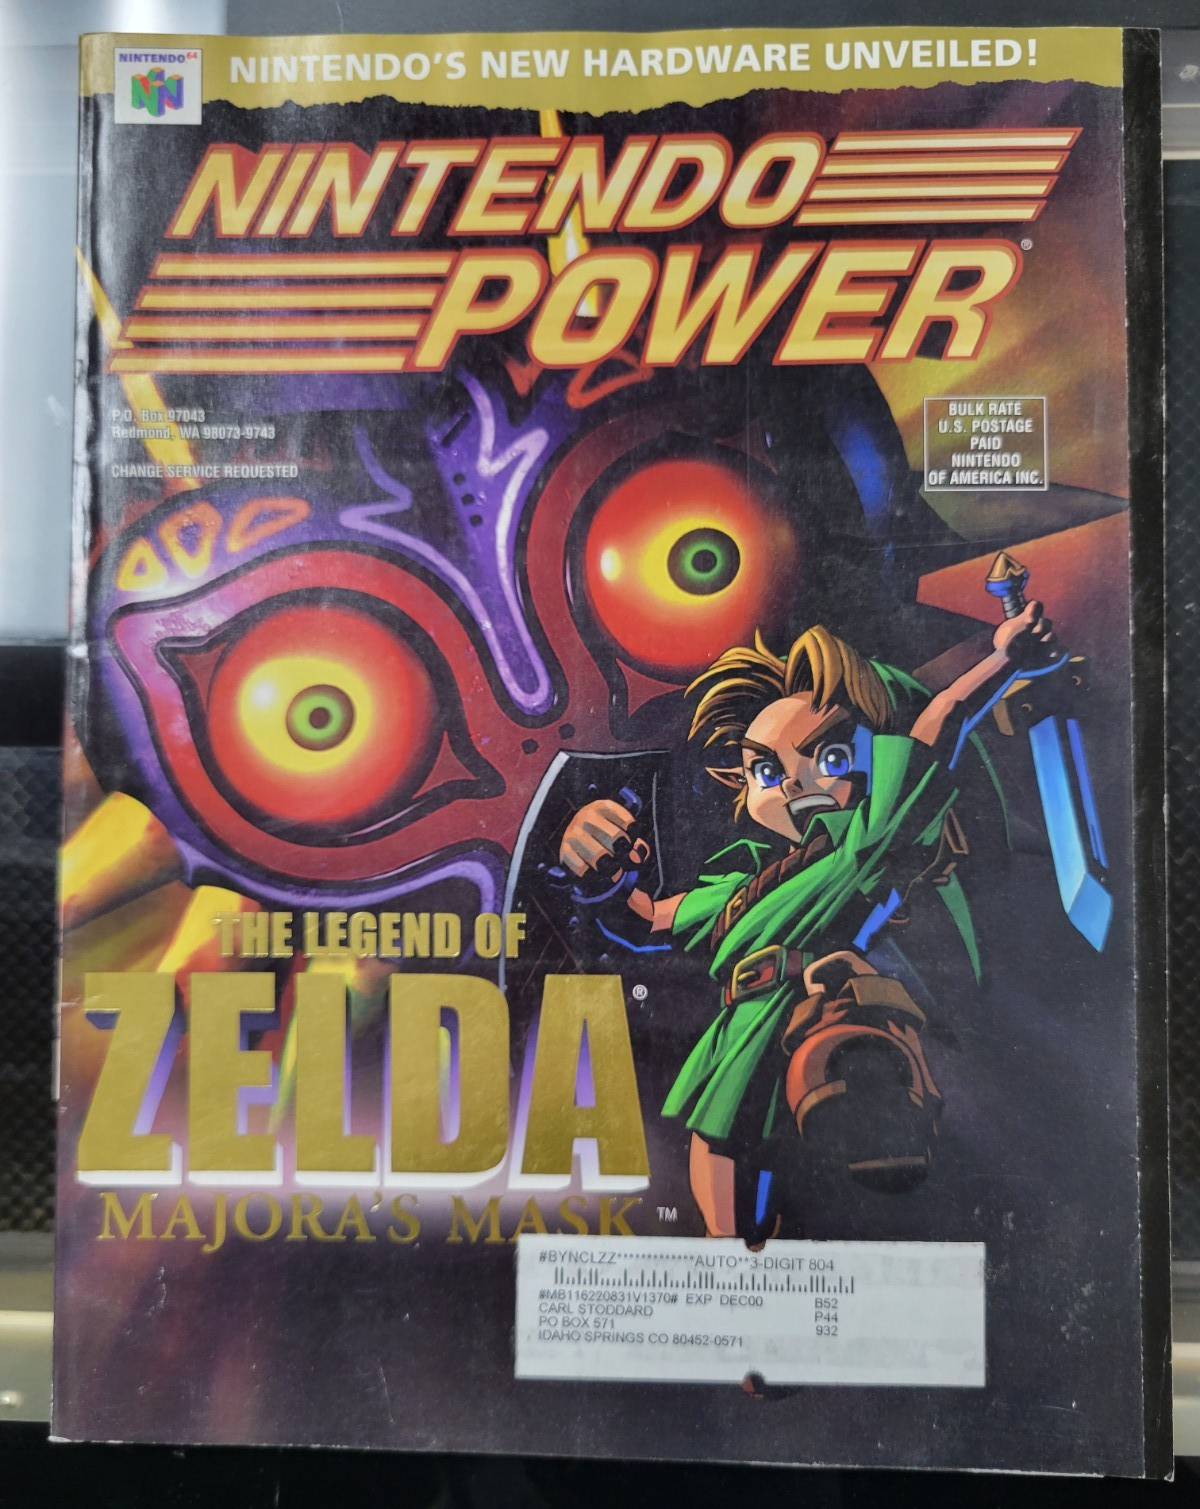 NINTENDO 64
NINTENDO'S NEW HARDWARE UNVEILED!
NINTENDO
POWER®
P.O. Box 97043
Redmond, WA 98073-9743
CHANGE SERVICE REQUESTED
BULK RATE
U.S. POSTAGE
PAID
NINTENDO
OF AMERICA INC.
THE LEGEND OF
ZELDA®
MAJORA'S MASK™
#BYNCLZZ*************AUTO**3-DIGIT 804
#MB116220831V1370# EXP DEC00 B52
CARL STODDARD P44
PO BOX 571 932
IDAHO SPRINGS CO 80452-0571